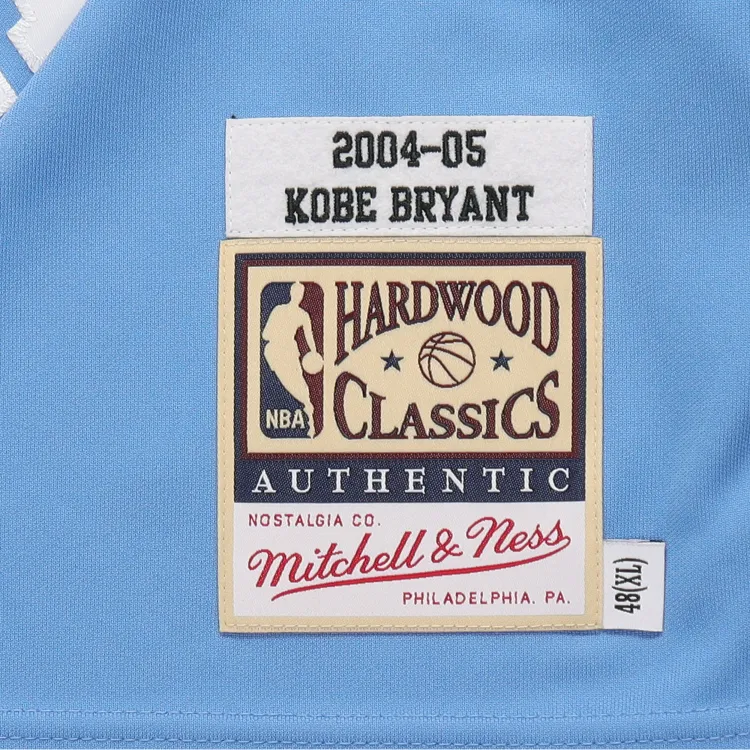 2004-05
KOBE BRYANT
HARDWOOD
CLASSICS
NBA
AUTHENTIC
NOSTALGIA CO.
Mitchell & Ness
PHILADELPHIA. PA.
48(XL)